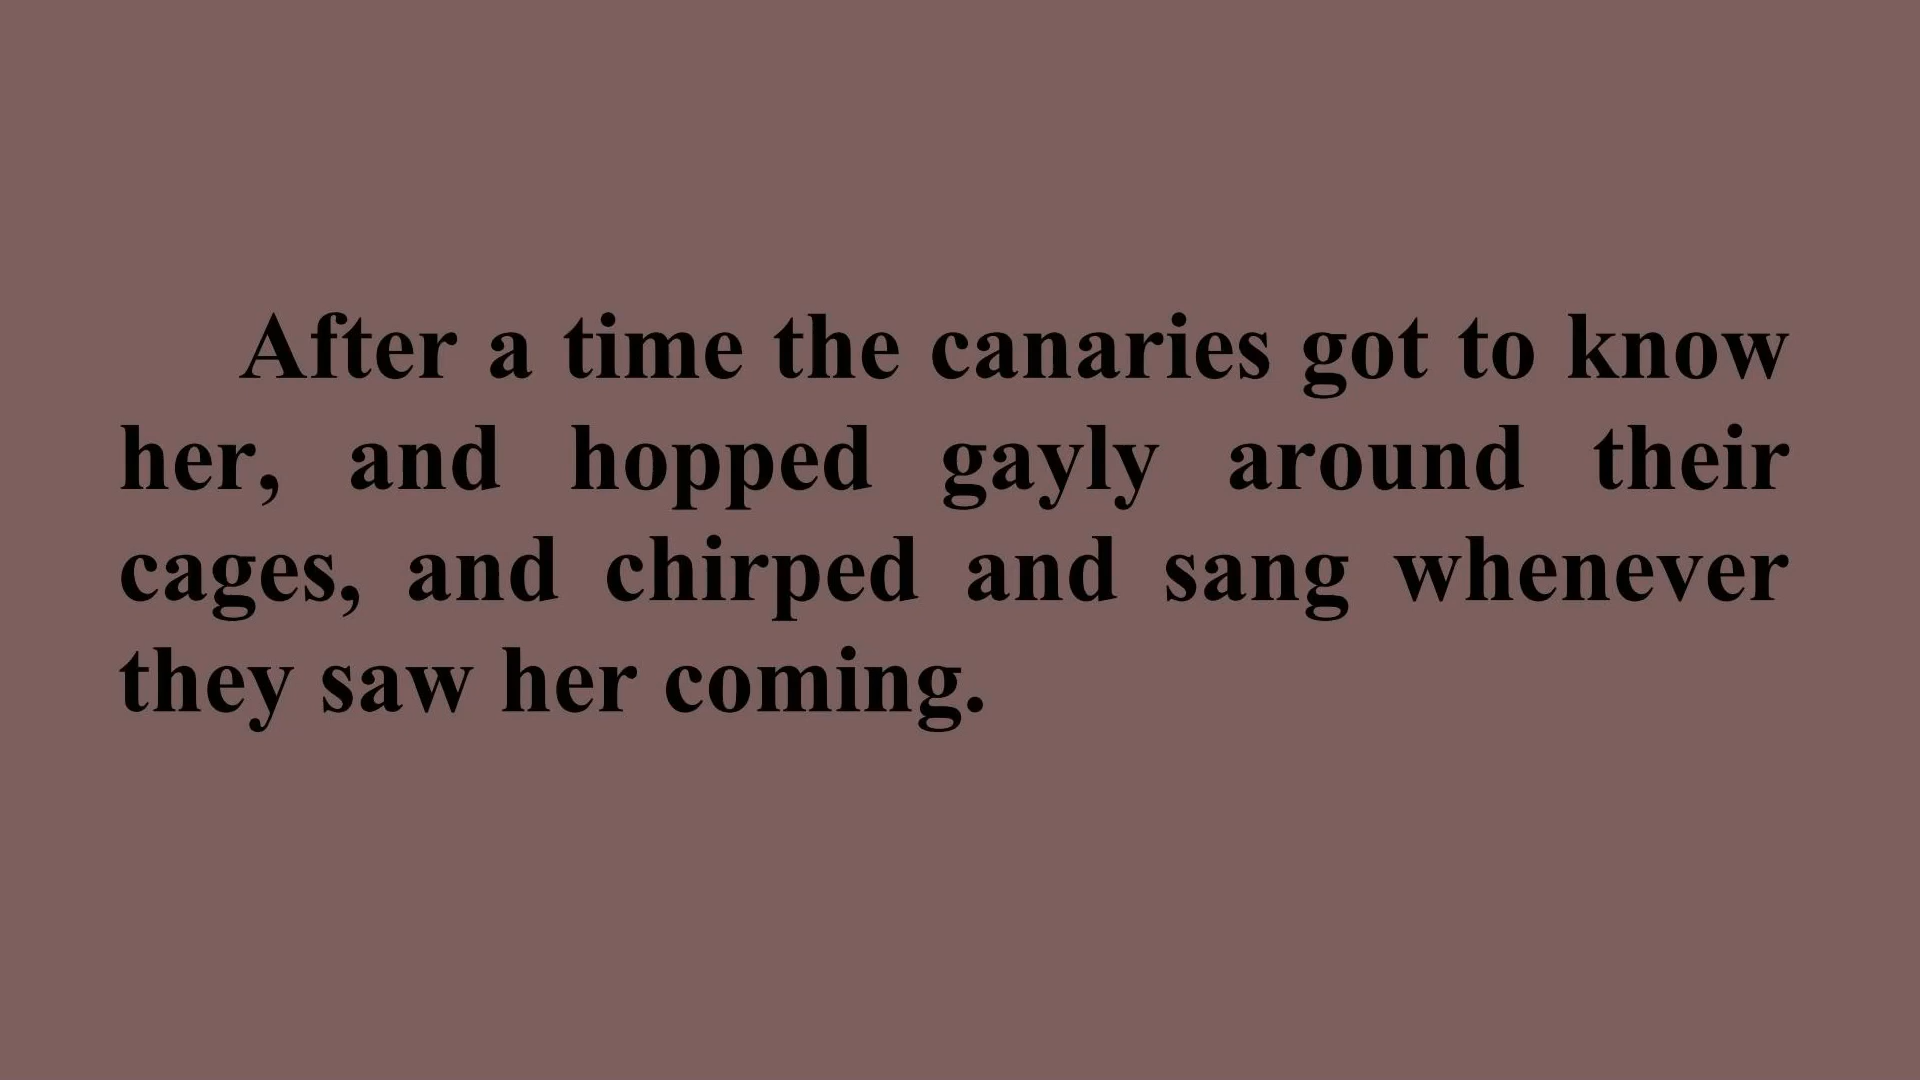 After a time the canaries got to know
her, and hopped gayly around their
cages, and chirped and sang whenever
they saw her coming.